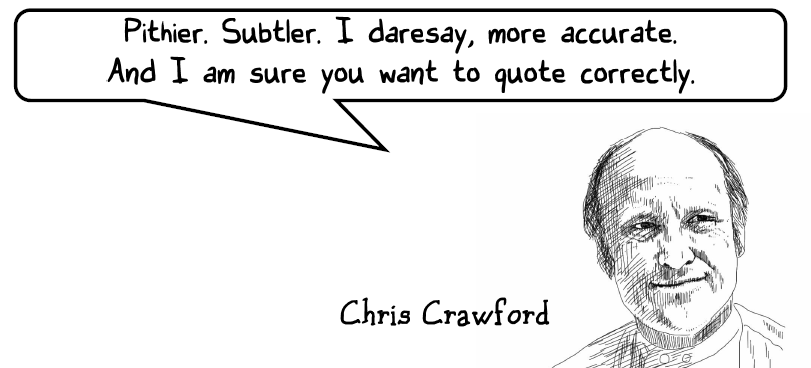 Pithier. Subtler. I daresay, more accurate.
And I am sure you want to quote correctly.
Chris Crawford